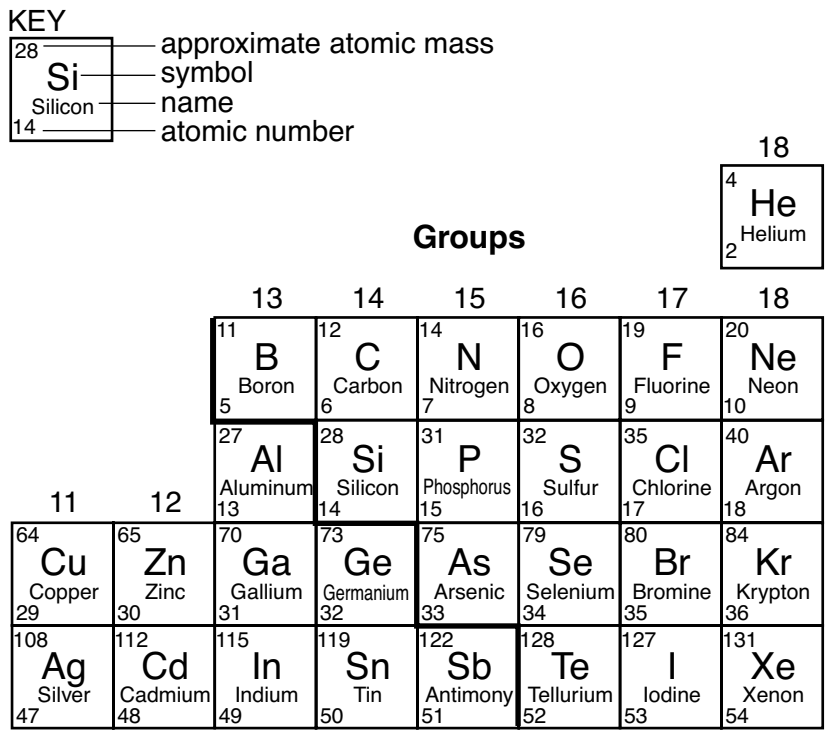 KEY
28 approximate atomic mass
Si symbol
Silicon name
14 atomic number
18
4
He
Helium
2
Groups
13 14 15 16 17 18
11 12 14 16 19 20
B C N O F Ne
Boron Carbon Nitrogen Oxygen Fluorine Neon
5 6 7 8 9 10
27 28 31 32 35 40
Al Si P S Cl Ar
Aluminum Silicon Phosphorus Sulfur Chlorine Argon
13 14 15 16 17 18
11 12
64 65 70 73 75 79 80 84
Cu Zn Ga Ge As Se Br Kr
Copper Zinc Gallium Germanium Arsenic Selenium Bromine Krypton
29 30 31 32 33 34 35 36
108 112 115 119 122 128 127 131
Ag Cd In Sn Sb Te I Xe
Silver Cadmium Indium Tin Antimony Tellurium Iodine Xenon
47 48 49 50 51 52 53 54